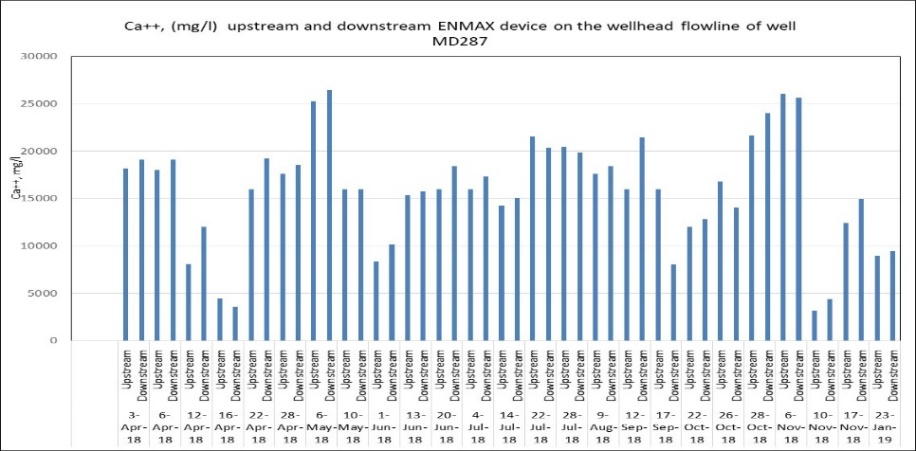 Ca++, (mg/l) upstream and downstream ENMAX device on the wellhead flowline of well
MD287
30000
25000
20000
15000
10000
5000
0
Ca++, mg/l
Upstream Downstream Upstream Downstream Upstream Downstream Upstream Downstream Upstream Downstream Upstream Downstream Upstream Downstream Upstream Downstream Upstream Downstream Upstream Downstream Upstream Downstream Upstream Downstream Upstream Downstream Upstream Downstream Upstream Downstream Upstream Downstream Upstream Downstream Upstream Downstream Upstream Downstream Upstream Downstream Upstream Downstream Upstream Downstream Upstream Downstream Upstream Downstream Upstream Downstream
3- 6- 12- 16- 22- 28- 6- 10- 1- 13- 20- 4- 14- 22- 28- 9- 12- 17- 22- 26- 28- 6- 10- 17- 23-
Apr- Apr- Apr- Apr- Apr- Apr- May- May- Jun- Jun- Jun- Jul- Jul- Jul- Jul- Aug- Sep- Sep- Oct- Oct- Oct- Nov- Nov- Nov- Jan-
18 18 18 18 18 18 18 18 18 18 18 18 18 18 18 18 18 18 18 18 18 18 18 18 19